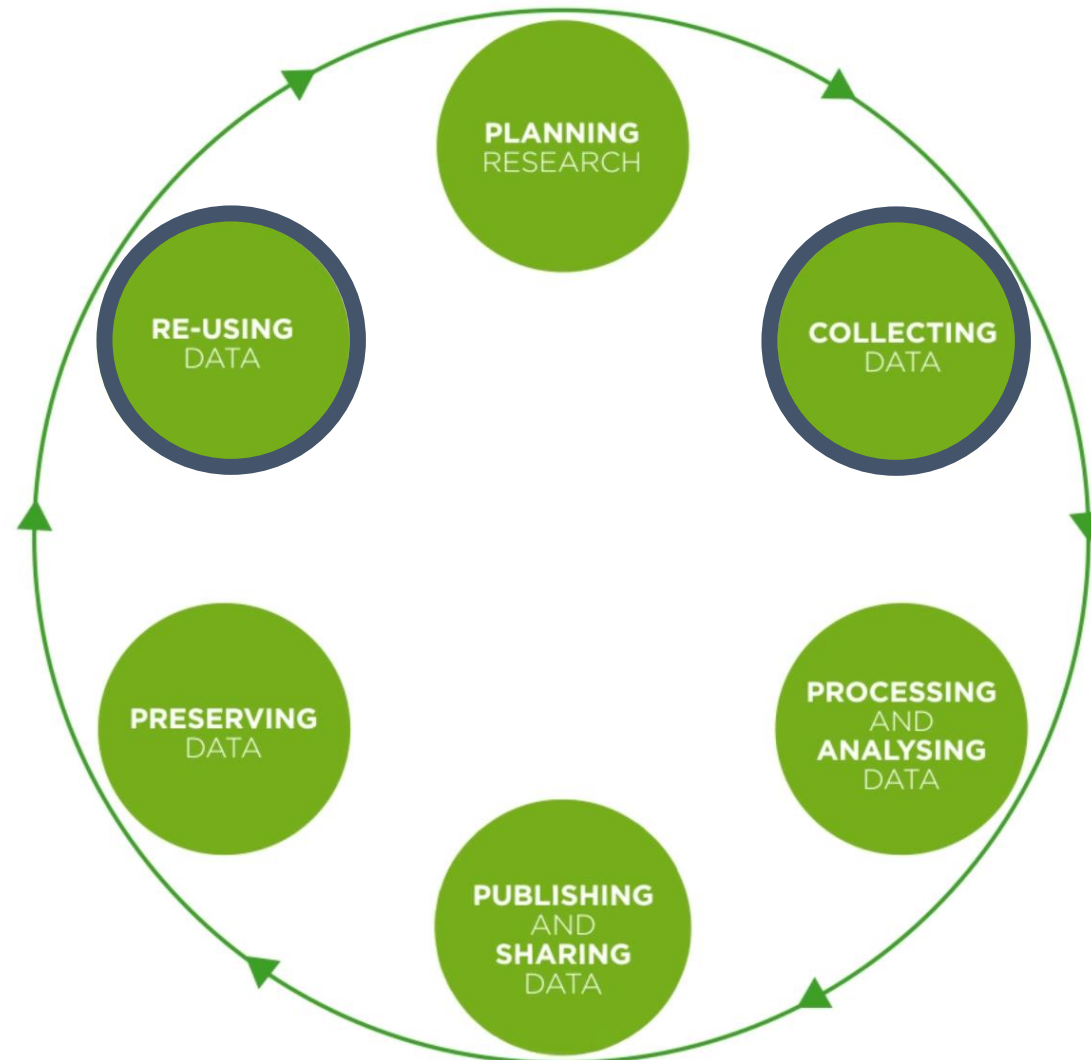 PLANNING
RESEARCH
COLLECTING
DATA
PROCESSING
AND
ANALYSING
DATA
PUBLISHING
AND
SHARING
DATA
PRESERVING
DATA
RE-USING
DATA